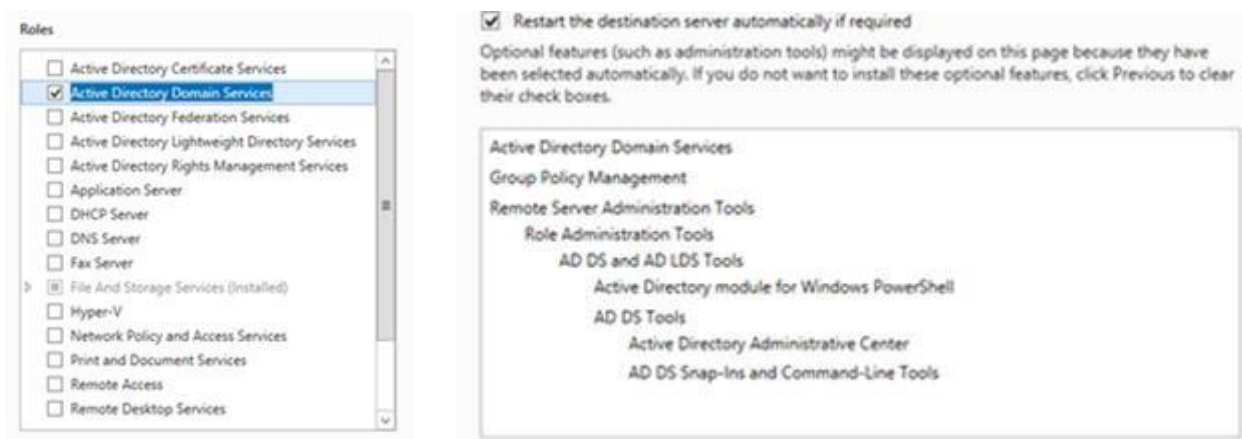 Roles
Active Directory Certificate Services
Active Directory Domain Services
Active Directory Federation Services
Active Directory Lightweight Directory Services
Active Directory Rights Management Services
Application Server
DHCP Server
DNS Server
Fax Server
File And Storage Services (Installed)
Hyper-V
Network Policy and Access Services
Print and Document Services
Remote Access
Remote Desktop Services
Restart the destination server automatically if required
Optional features (such as administration tools) might be displayed on this page because they have
been selected automatically. If you do not want to install these optional features, click Previous to clear
their check boxes.
Active Directory Domain Services
Group Policy Management
Remote Server Administration Tools
Role Administration Tools
AD DS and AD LDS Tools
Active Directory module for Windows PowerShell
AD DS Tools
Active Directory Administrative Center
AD DS Snap-Ins and Command-Line Tools